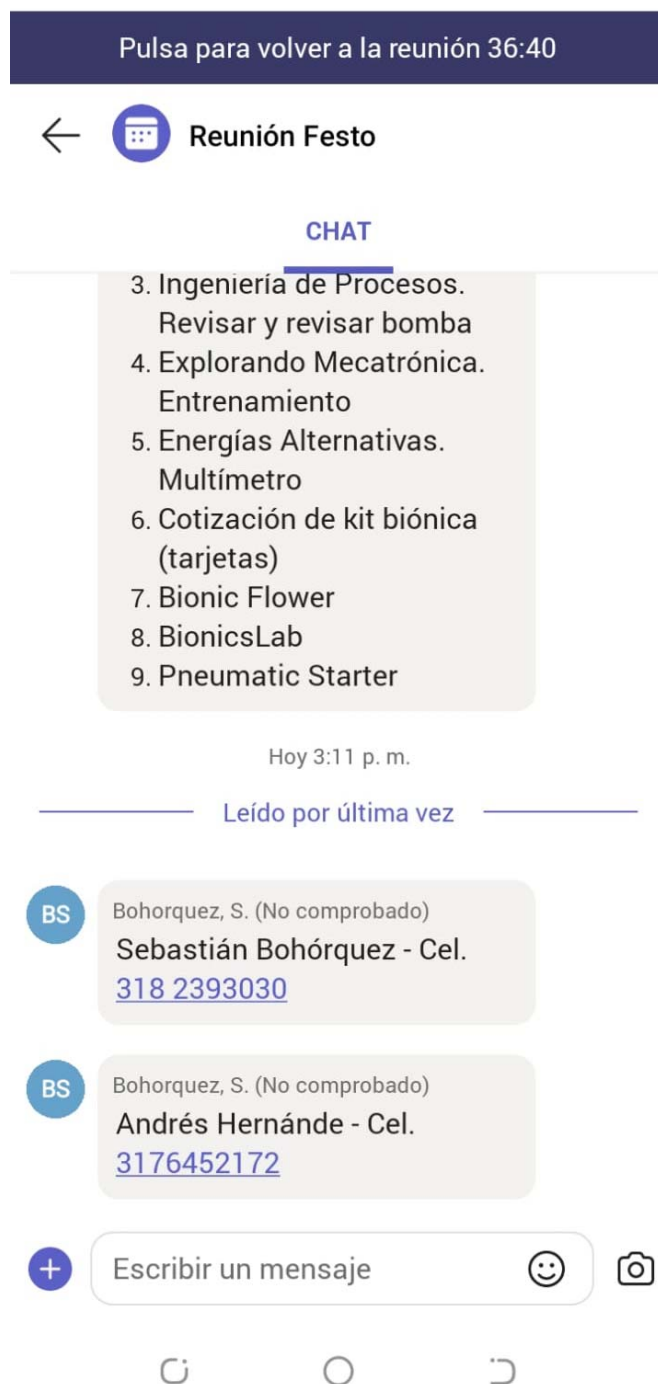 Pulsa para volver a la reunión 36:40
Reunión Festo
CHAT
3. Ingeniería de Procesos.
Revisar y revisar bomba
4. Explorando Mecatrónica.
Entrenamiento
5. Energías Alternativas.
Multímetro
6. Cotización de kit biónica
(tarjetas)
7. Bionic Flower
8. BionicsLab
9. Pneumatic Starter
Hoy 3:11 p. m.
Leído por última vez
BS
Bohorquez, S. (No comprobado)
Sebastián Bohórquez - Cel.
318 2393030
BS
Bohorquez, S. (No comprobado)
Andrés Hernánde - Cel.
3176452172
Escribir un mensaje